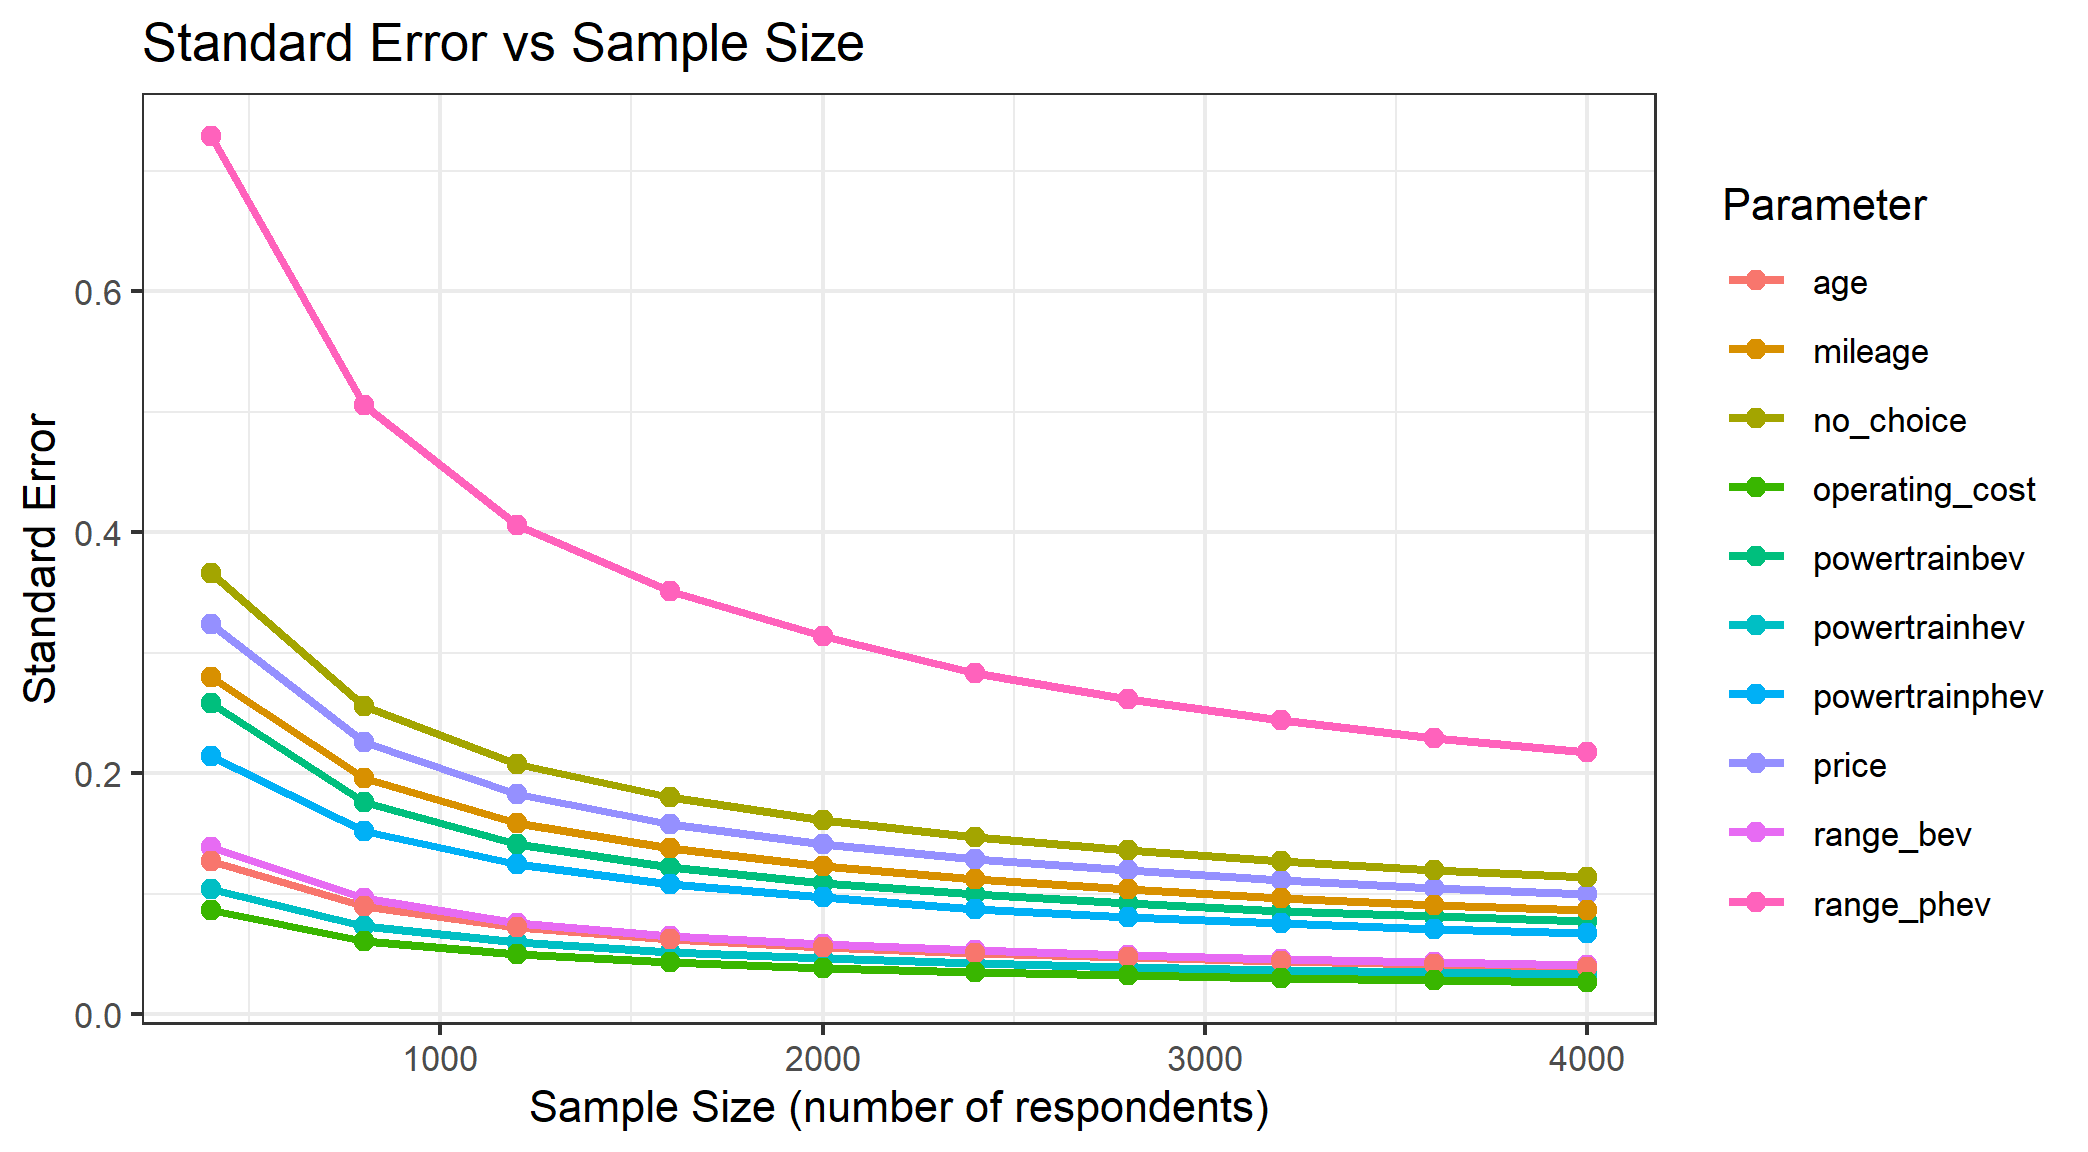 Standard Error vs Sample Size
Standard Error
0.6
0.4
0.2
0.0
1000 2000 3000 4000
Sample Size (number of respondents)
Parameter
age
mileage
no_choice
operating_cost
powertrainbev
powertrainhev
powertrainphev
price
range_bev
range_phev